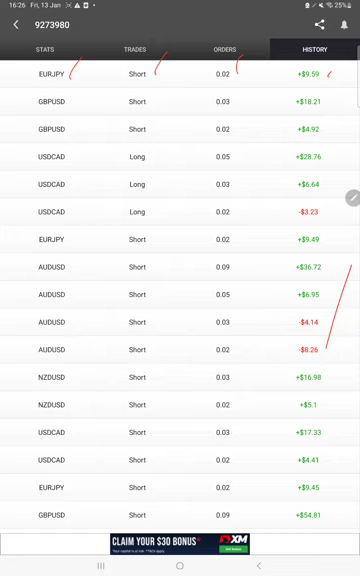 16:26 Fri, 13 Jan 25%
9273980
STATS TRADES ORDERS HISTORY
EURJPY Short 0.02 +$9.59
GBPUSD Short 0.03 +$18.21
GBPUSD Short 0.02 +$4.92
USDCAD Long 0.05 +$28.76
USDCAD Long 0.03 +$6.64
USDCAD Long 0.02 -$3.23
EURJPY Short 0.02 +$9.49
AUDUSD Short 0.09 +$36.72
AUDUSD Short 0.05 +$6.95
AUDUSD Short 0.03 -$4.14
AUDUSD Short 0.02 -$8.26
NZDUSD Short 0.03 +$16.98
NZDUSD Short 0.02 +$5.1
USDCAD Short 0.03 +$17.33
USDCAD Short 0.02 +$4.41
EURJPY Short 0.02 +$9.45
GBPUSD Short 0.09 +$54.81
CLAIM YOUR $30 BONUS*
XM